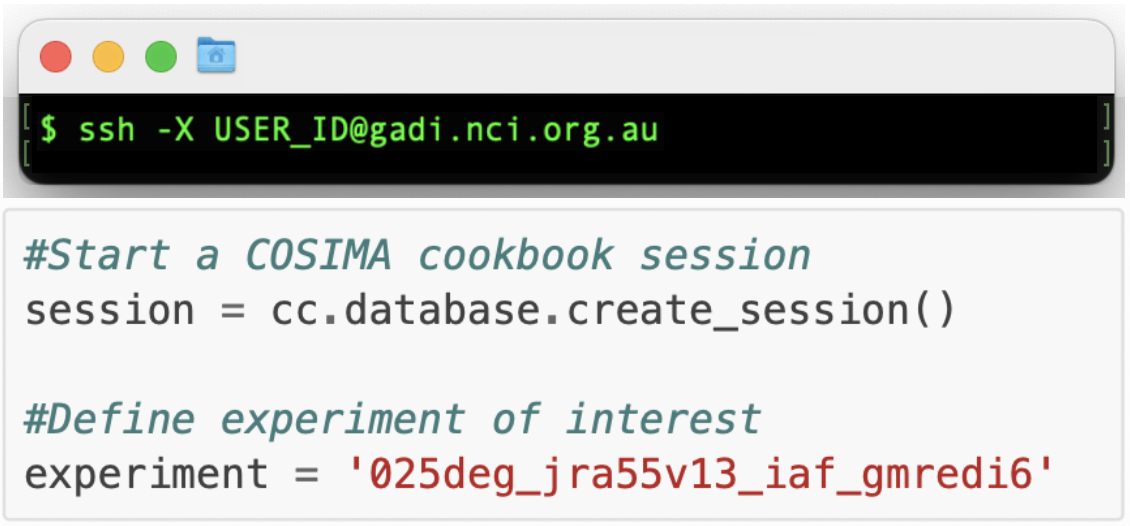 $ ssh -X USER_ID@gadi.nci.org.au
#Start a COSIMA cookbook session
session = cc.database.create_session()
#Define experiment of interest
experiment = '025deg_jra55v13_iaf_gmredi6'